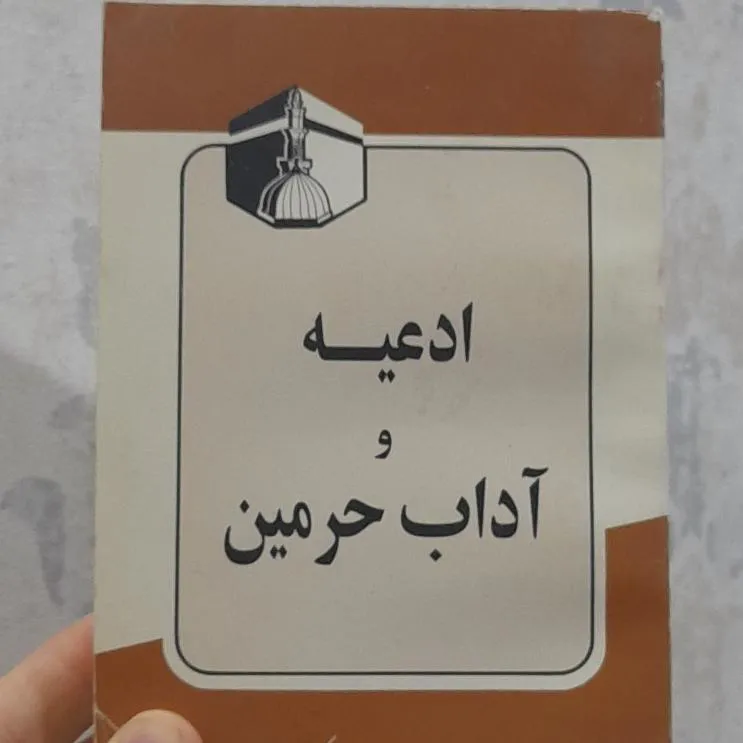 ادعیه
و
آداب حرمین